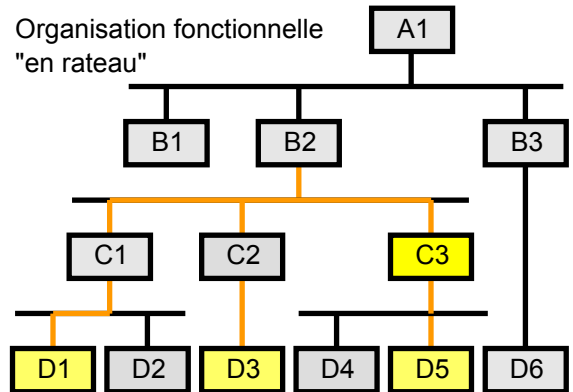 Organisation fonctionnelle
"en rateau"
A1
B1 B2 B3
C1 C2 C3
D1 D2 D3 D4 D5 D6